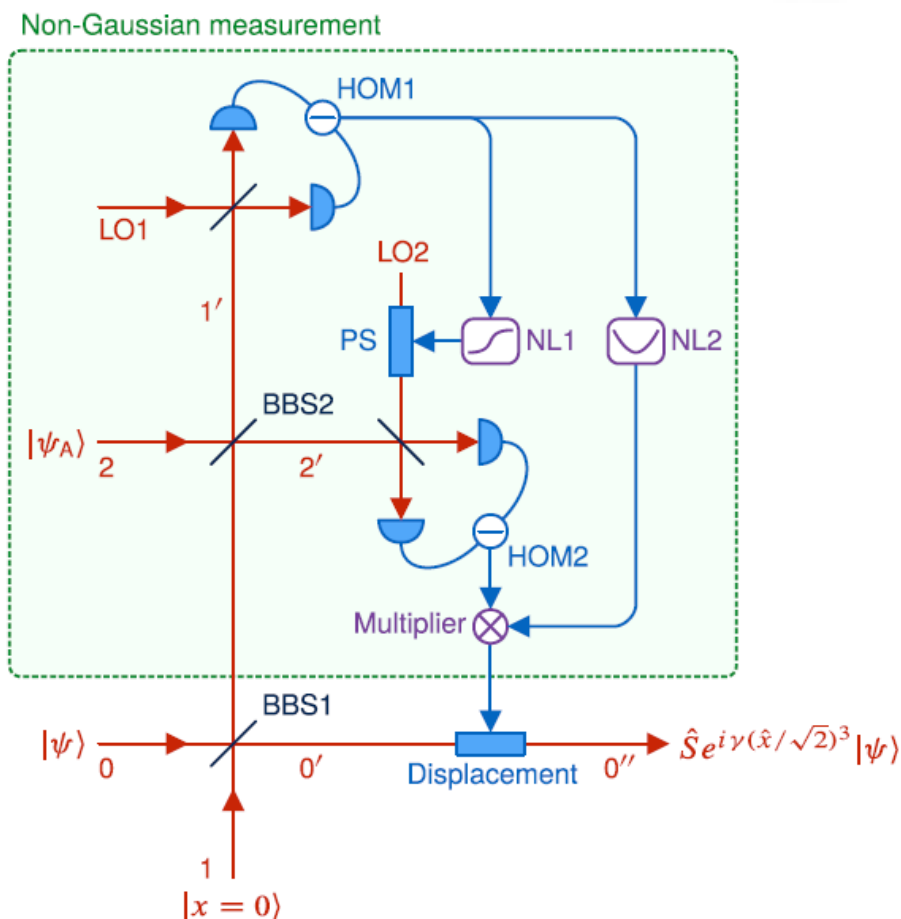 Non-Gaussian measurement
HOM1
LO1
LO2
1′
PS
NL1
NL2
BBS2
|ψ_A⟩
2
2′
HOM2
Multiplier
BBS1
|ψ⟩
0
0′
Displacement
0″
Ŝe^{iγ(x̂/√2)^3}|ψ⟩
1
|x = 0⟩